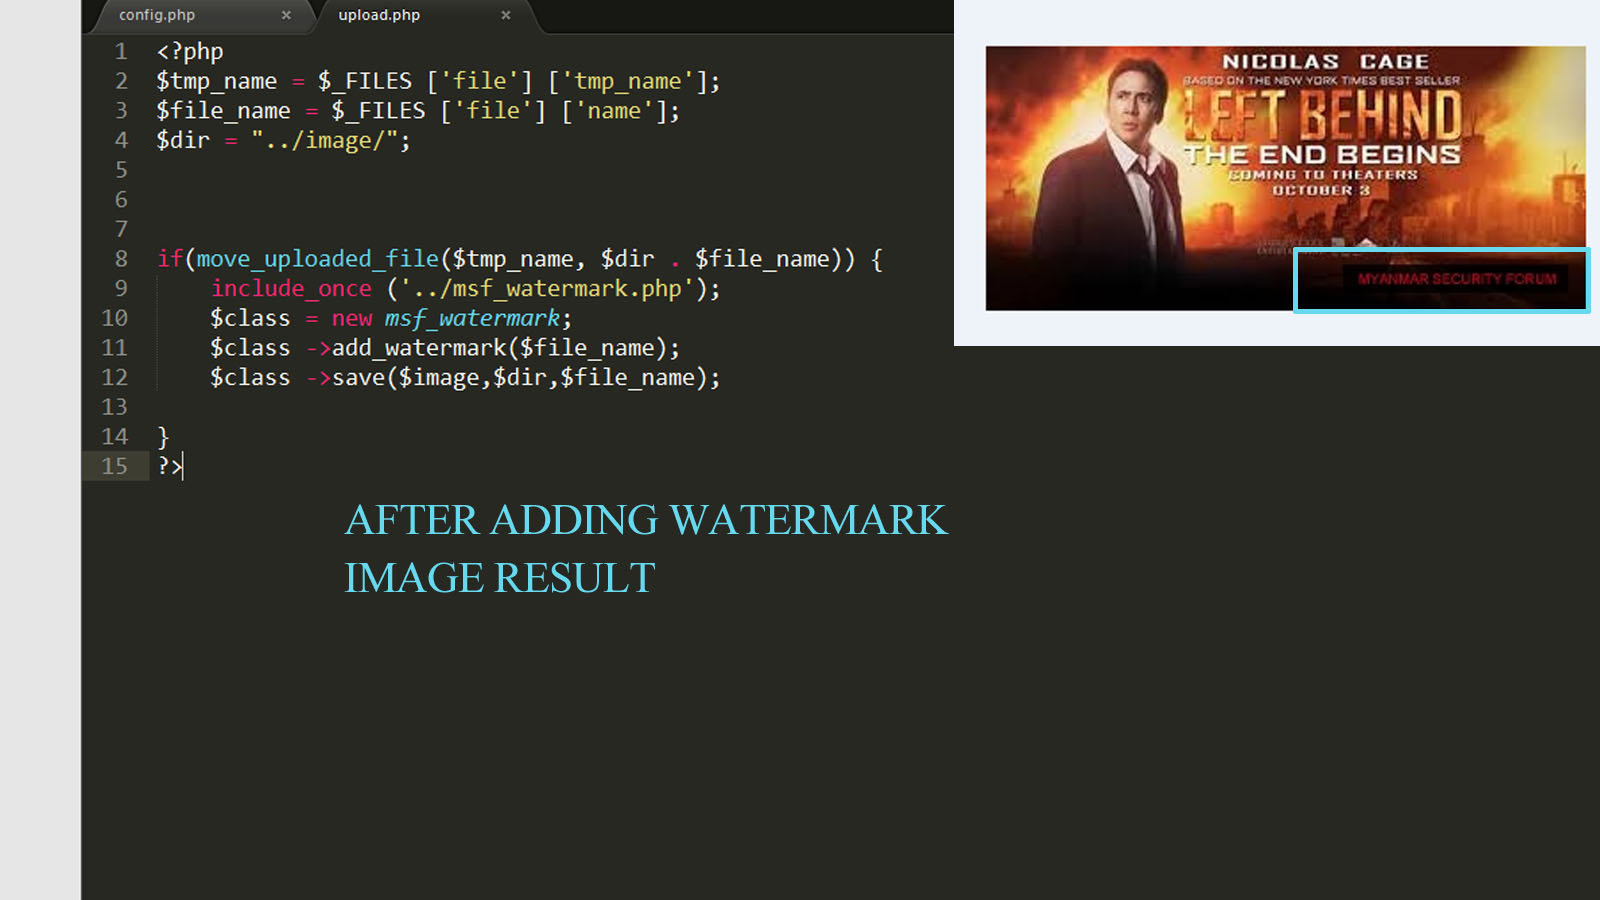 config.php × upload.php ×
1 <?php
2 $tmp_name = $_FILES ['file'] ['tmp_name'];
3 $file_name = $_FILES ['file'] ['name'];
4 $dir = "../image/";
5
6
7
8 if(move_uploaded_file($tmp_name, $dir . $file_name)) {
9 include_once ('../msf_watermark.php');
10 $class = new msf_watermark;
11 $class ->add_watermark($file_name);
12 $class ->save($image,$dir,$file_name);
13
14 }
15 ?>
NICOLAS CAGE
BASED ON THE NEW YORK TIMES BEST SELLER
LEFT BEHIND
THE END BEGINS
COMING TO THEATERS
OCTOBER 3
MYANMAR SECURITY FORUM
AFTER ADDING WATERMARK
IMAGE RESULT